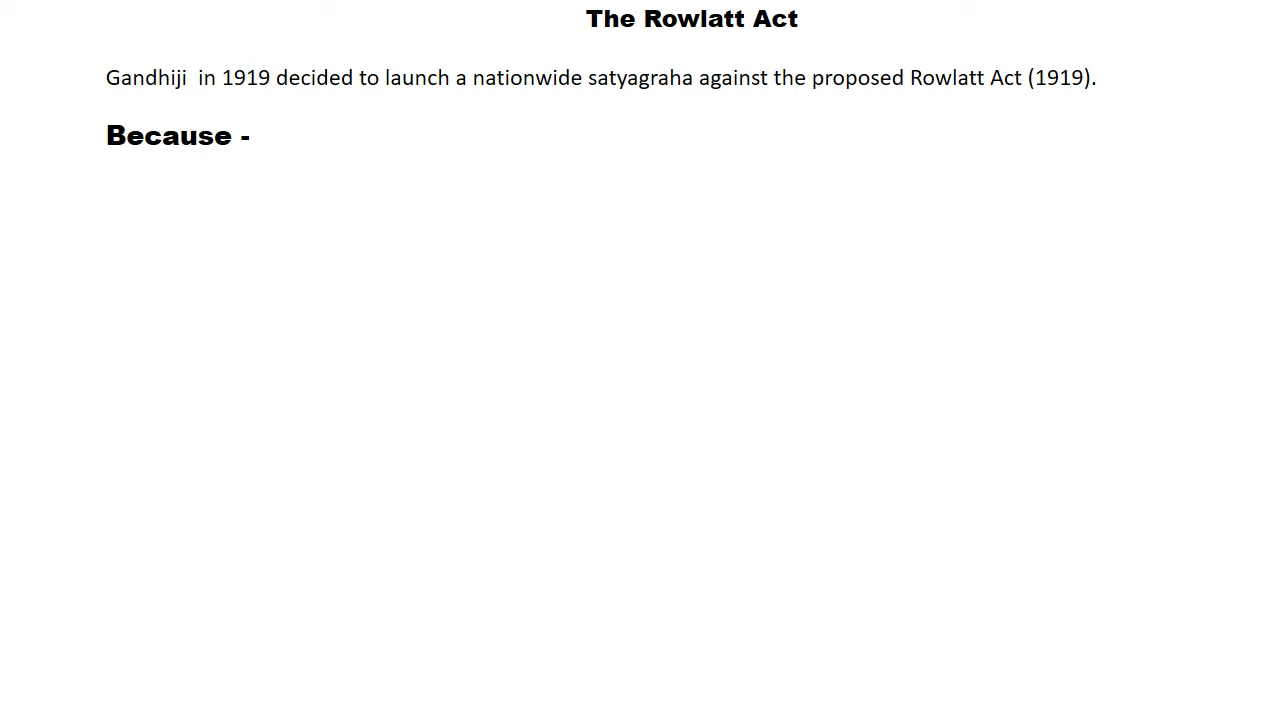 The Rowlatt Act
Gandhiji  in 1919 decided to launch a nationwide satyagraha against the proposed Rowlatt Act (1919).
Because -